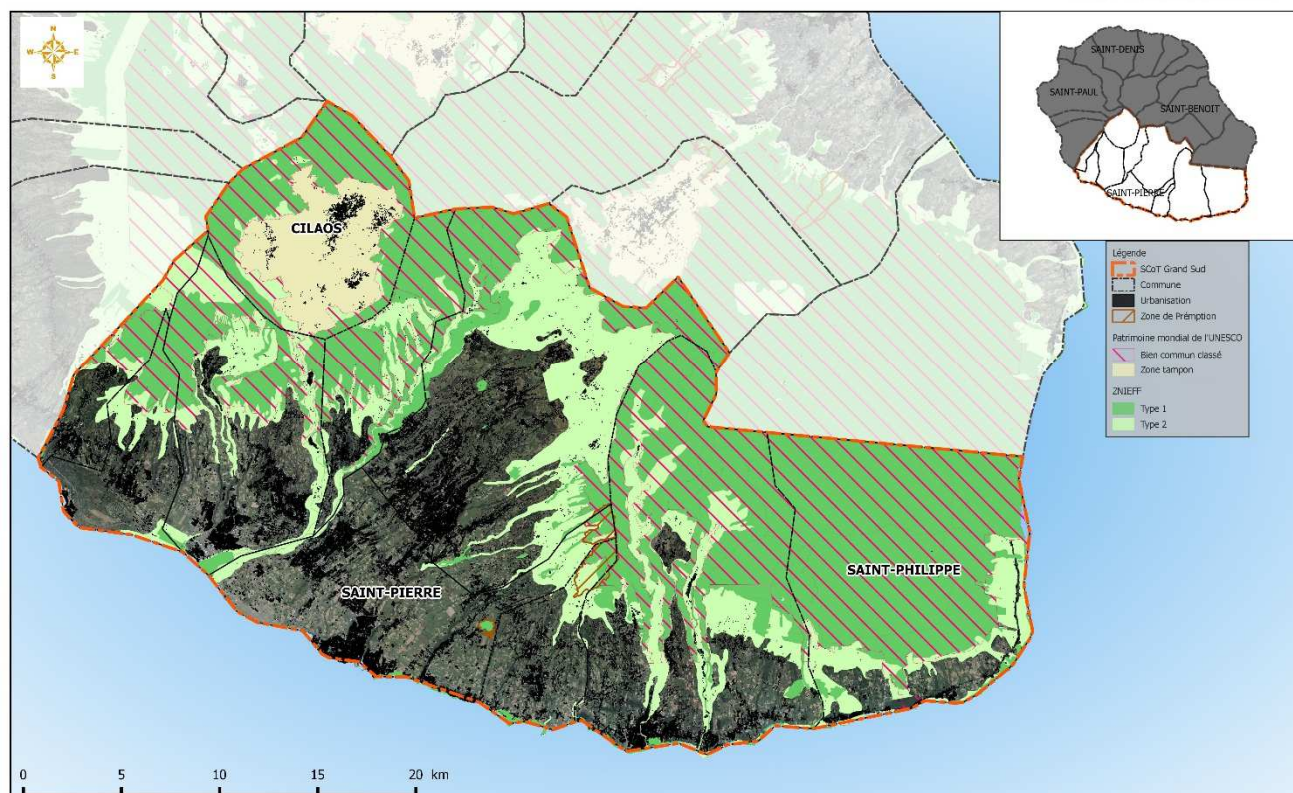 N
W E
S
SAINT-DENIS
SAINT-PAUL
SAINT-BENOIT
SAINT-PIERRE
CILAOS
Légende
SCoT Grand Sud
Commune
Urbanisation
Zone de Prémption
Patrimoine mondial de l'UNESCO
Bien commun classé
Zone tampon
ZNIEFF
Type 1
Type 2
SAINT-PHILIPPE
SAINT-PIERRE
0 5 10 15 20 km